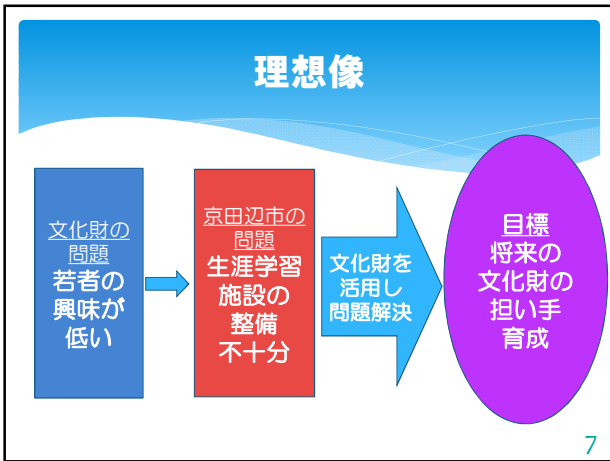 理想像
文化財の
問題
若者の
興味が
低い
京田辺市の
問題
生涯学習
施設の
整備
不十分
文化財を
活用し
問題解決
目標
将来の
文化財の
担い手
育成
7